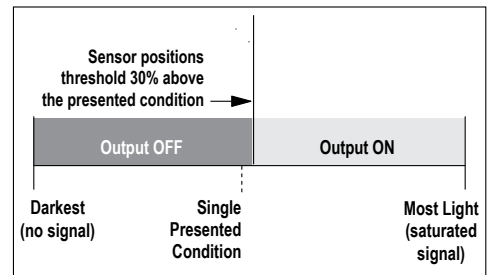 Sensor positions
threshold 30% above
the presented condition
Output OFF
Output ON
Darkest
(no signal)
Single
Presented
Condition
Most Light
(saturated
signal)